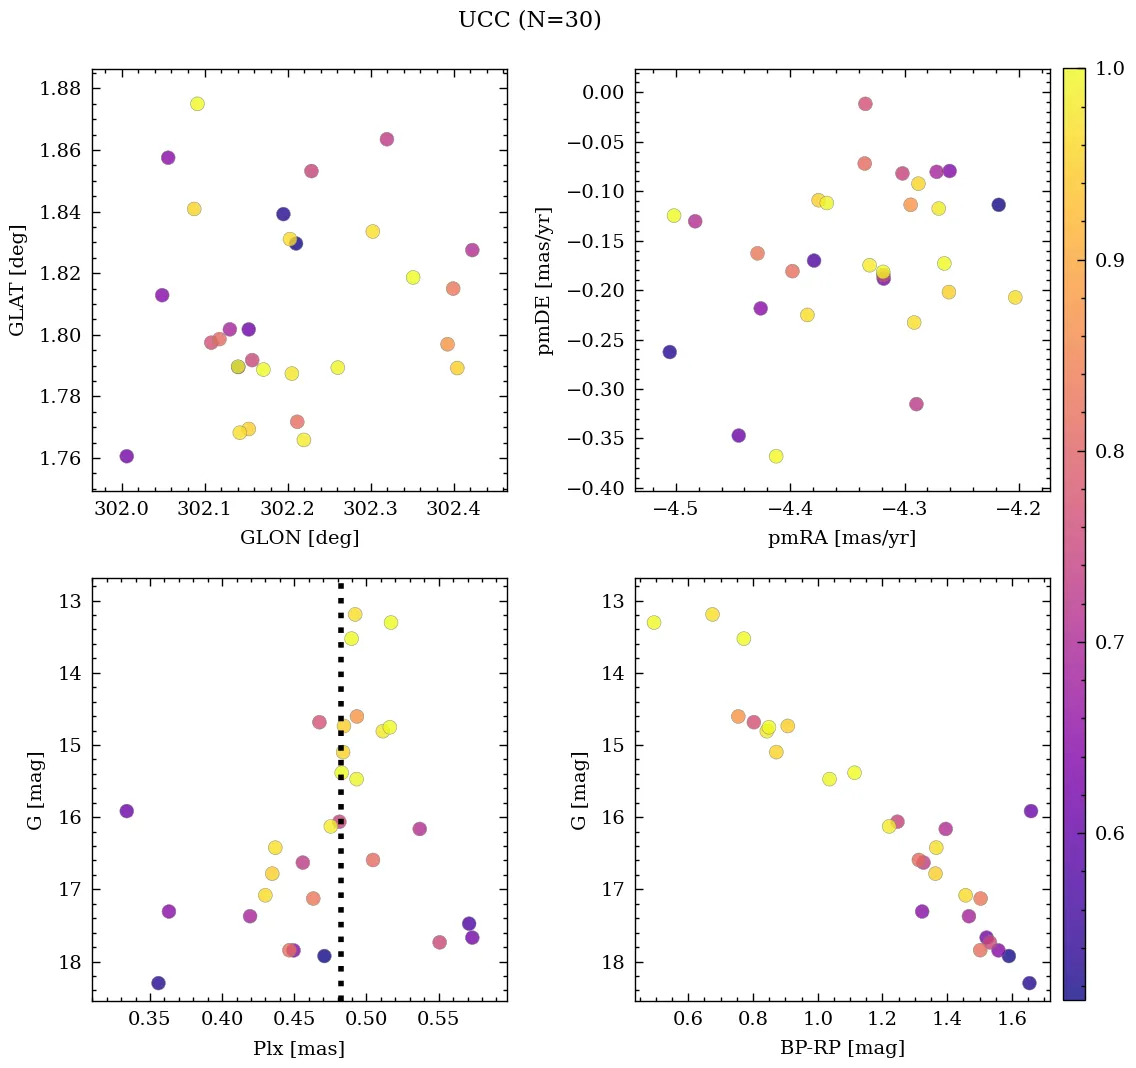 UCC (N=30)
1.88
1.86
1.84
1.82
1.80
1.78
1.76
GLAT [deg]
302.0 302.1 302.2 302.3 302.4
GLON [deg]
0.00
−0.05
−0.10
−0.15
−0.20
−0.25
−0.30
−0.35
−0.40
pmDE [mas/yr]
−4.5 −4.4 −4.3 −4.2
pmRA [mas/yr]
1.0
0.9
0.8
0.7
0.6
13
14
15
16
17
18
G [mag]
0.35 0.40 0.45 0.50 0.55
Plx [mas]
13
14
15
16
17
18
G [mag]
0.6 0.8 1.0 1.2 1.4 1.6
BP-RP [mag]